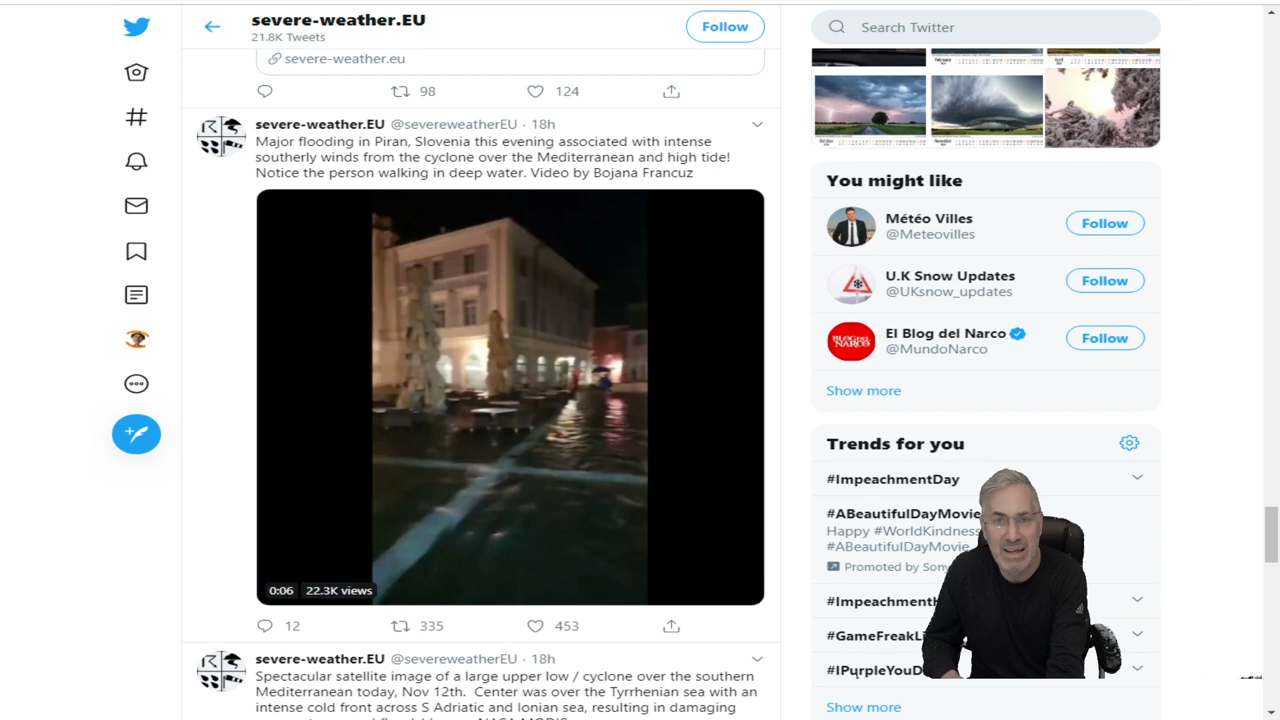 severe-weather.EU
21.8K Tweets
Follow
Search Twitter
severe-weather.eu
98
124
severe-weather.EU @severeweatherEU · 18h
Major flooding in Piran, Slovenia this evening associated with intense
southerly winds from the cyclone over the Mediterranean and high tide!
Notice the person walking in deep water. Video by Bojana Francuz
0:06
22.3K views
12
335
453
severe-weather.EU @severeweatherEU · 18h
Spectacular satellite image of a large upper low / cyclone over the southern
Mediterranean today, Nov 12th. Center was over the Tyrrhenian sea with an
intense cold front across S Adriatic and Ionian sea, resulting in damaging
You might like
Météo Villes
@Meteovilles
Follow
U.K Snow Updates
@UKsnow_updates
Follow
BLOG DEL
NARCO
El Blog del Narco
@MundoNarco
Follow
Show more
Trends for you
#ImpeachmentDay
#ABeautifulDayMovie
Happy #WorldKindness
#ABeautifulDayMovie
Promoted by Sony
#Impeachment
#GameFreakLi
#IPurpleYouD
Show more